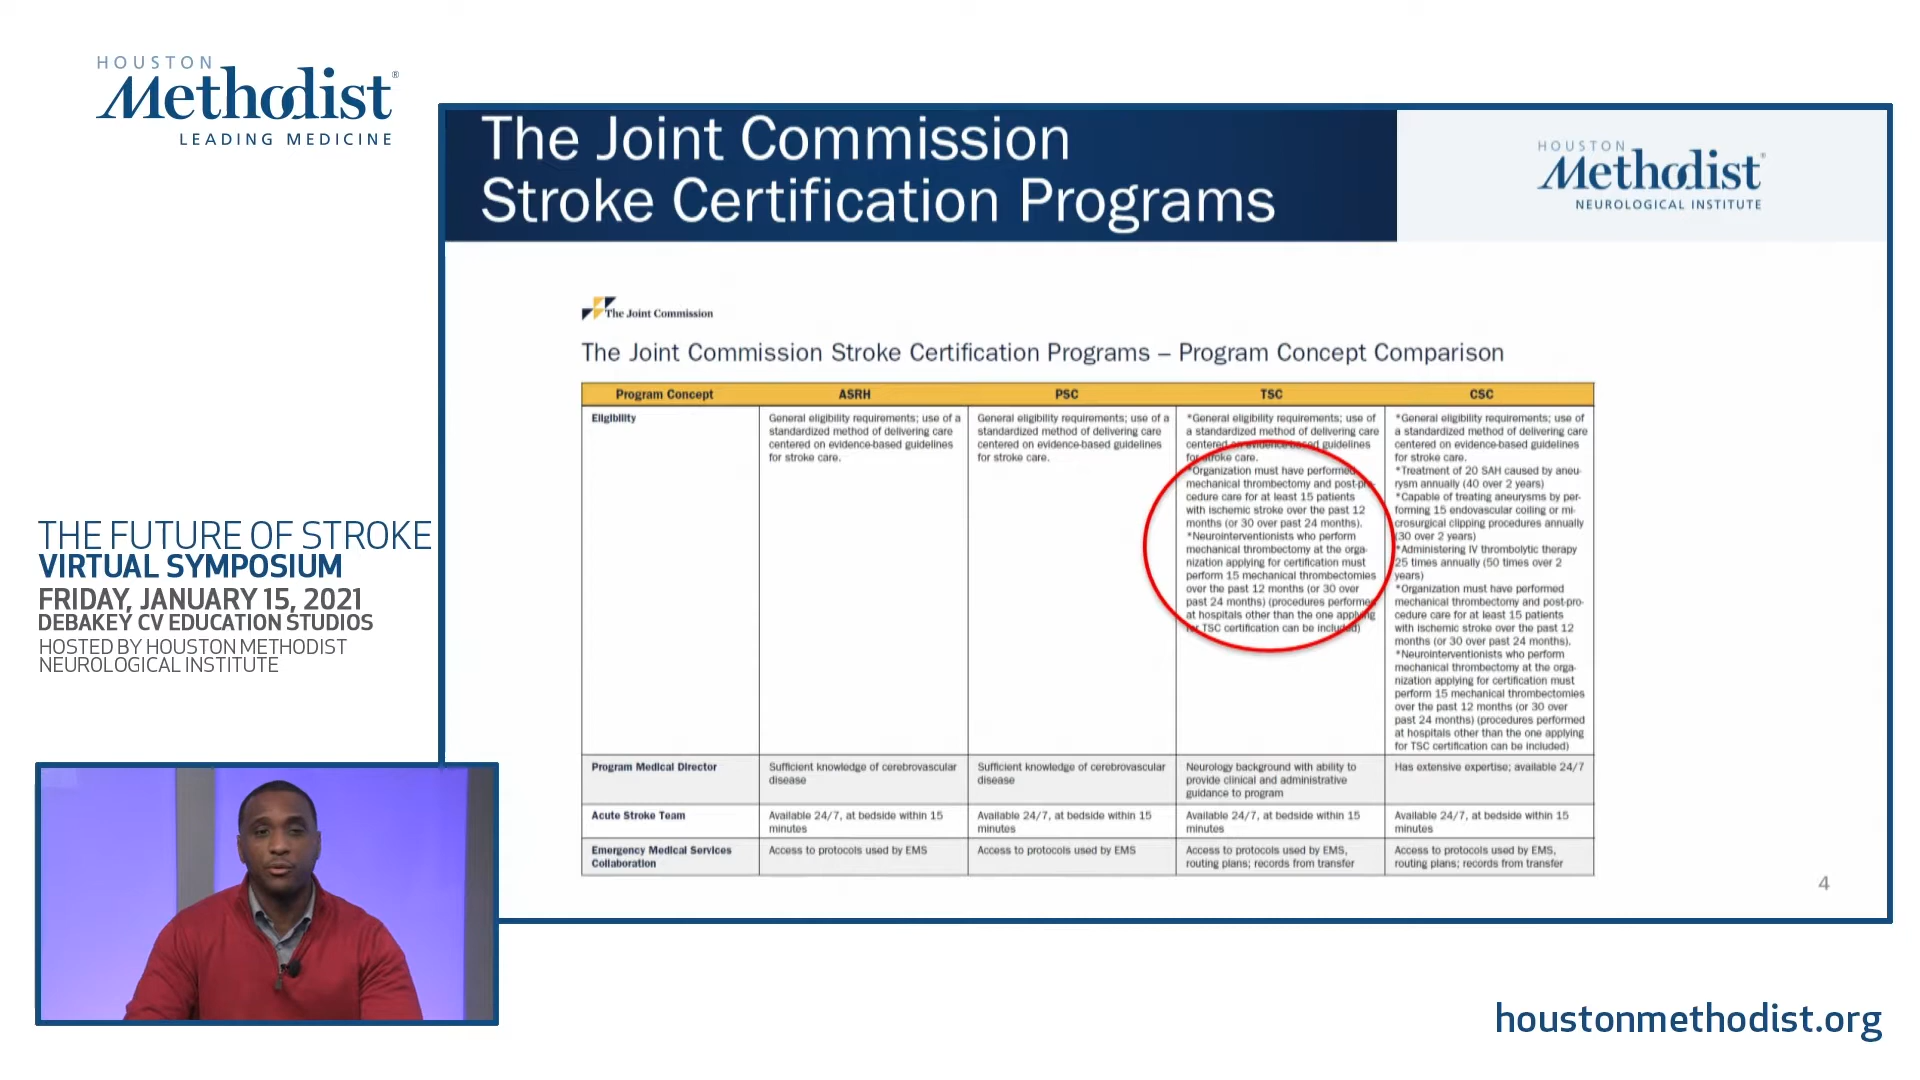 HOUSTON
Methodist®
LEADING MEDICINE
The Joint Commission
Stroke Certification Programs
HOUSTON
Methodist®
NEUROLOGICAL INSTITUTE
The Joint Commission
The Joint Commission Stroke Certification Programs – Program Concept Comparison
Program Concept
ASRH
PSC
TSC
CSC
Eligibility
General eligibility requirements; use of a
standardized method of delivering care
centered on evidence-based guidelines
for stroke care.
General eligibility requirements; use of a
standardized method of delivering care
centered on evidence-based guidelines
for stroke care.
*General eligibility requirements; use of
a standardized method of delivering care
centered on evidence-based guidelines
for stroke care.
*Organization must have performed
mechanical thrombectomy and post-pro-
cedure care for at least 15 patients
with ischemic stroke over the past 12
months (or 30 over past 24 months).
*Neurointerventionists who perform
mechanical thrombectomy at the orga-
nization applying for certification must
perform 15 mechanical thrombectomies
over the past 12 months (or 30 over
past 24 months) (procedures performed
at hospitals other than the one applying
for TSC certification can be included)
*General eligibility requirements; use of
a standardized method of delivering care
centered on evidence-based guidelines
for stroke care.
*Treatment of 20 SAH caused by aneu-
rysm annually (40 over 2 years)
*Capable of treating aneurysms by per-
forming 15 endovascular coiling or mi-
crosurgical clipping procedures annually
(30 over 2 years)
*Administering IV thrombolytic therapy
25 times annually (50 times over 2
years)
*Organization must have performed
mechanical thrombectomy and post-pro-
cedure care for at least 15 patients
with ischemic stroke over the past 12
months (or 30 over past 24 months).
*Neurointerventionists who perform
mechanical thrombectomy at the orga-
nization applying for certification must
perform 15 mechanical thrombectomies
over the past 12 months (or 30 over
past 24 months) (procedures performed
at hospitals other than the one applying
for TSC certification can be included)
Program Medical Director
Sufficient knowledge of cerebrovascular
disease
Sufficient knowledge of cerebrovascular
disease
Neurology background with ability to
provide clinical and administrative
guidance to program
Has extensive expertise; available 24/7
Acute Stroke Team
Available 24/7, at bedside within 15
minutes
Available 24/7, at bedside within 15
minutes
Available 24/7, at bedside within 15
minutes
Available 24/7, at bedside within 15
minutes
Emergency Medical Services
Collaboration
Access to protocols used by EMS
Access to protocols used by EMS
Access to protocols used by EMS,
routing plans; records from transfer
Access to protocols used by EMS,
routing plans; records from transfer
4
THE FUTURE OF STROKE
VIRTUAL SYMPOSIUM
FRIDAY, JANUARY 15, 2021
DEBAKEY CV EDUCATION STUDIOS
HOSTED BY HOUSTON METHODIST
NEUROLOGICAL INSTITUTE
houstonmethodist.org